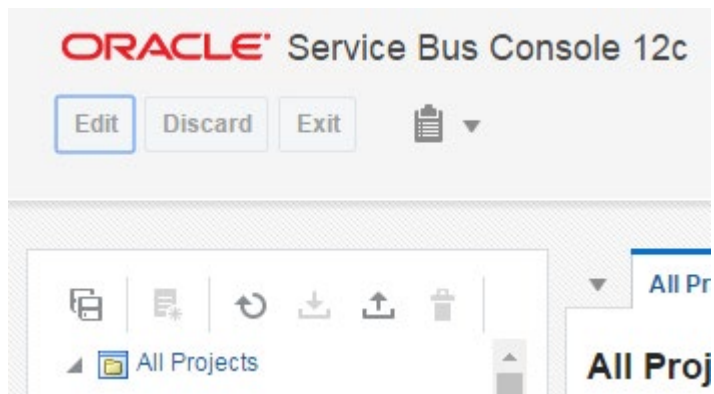 ORACLE Service Bus Console 12c
Edit Discard Exit
All Pr
All Projects
All Proj